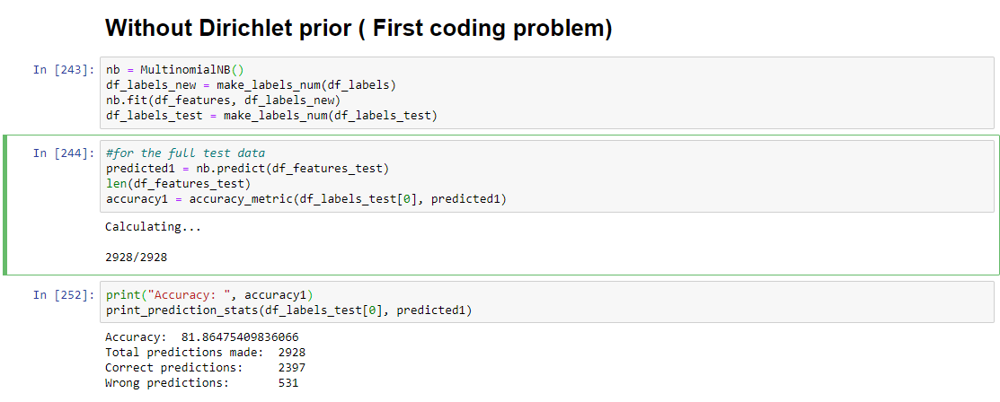 Without Dirichlet prior ( First coding problem)
In [243]: nb = MultinomialNB()
df_labels_new = make_labels_num(df_labels)
nb.fit(df_features, df_labels_new)
df_labels_test = make_labels_num(df_labels_test)
In [244]: #for the full test data
predicted1 = nb.predict(df_features_test)
len(df_features_test)
accuracy1 = accuracy_metric(df_labels_test[0], predicted1)
Calculating...
2928/2928
In [252]: print("Accuracy: ", accuracy1)
print_prediction_stats(df_labels_test[0], predicted1)
Accuracy:  81.86475409836066
Total predictions made:  2928
Correct predictions:     2397
Wrong predictions:       531